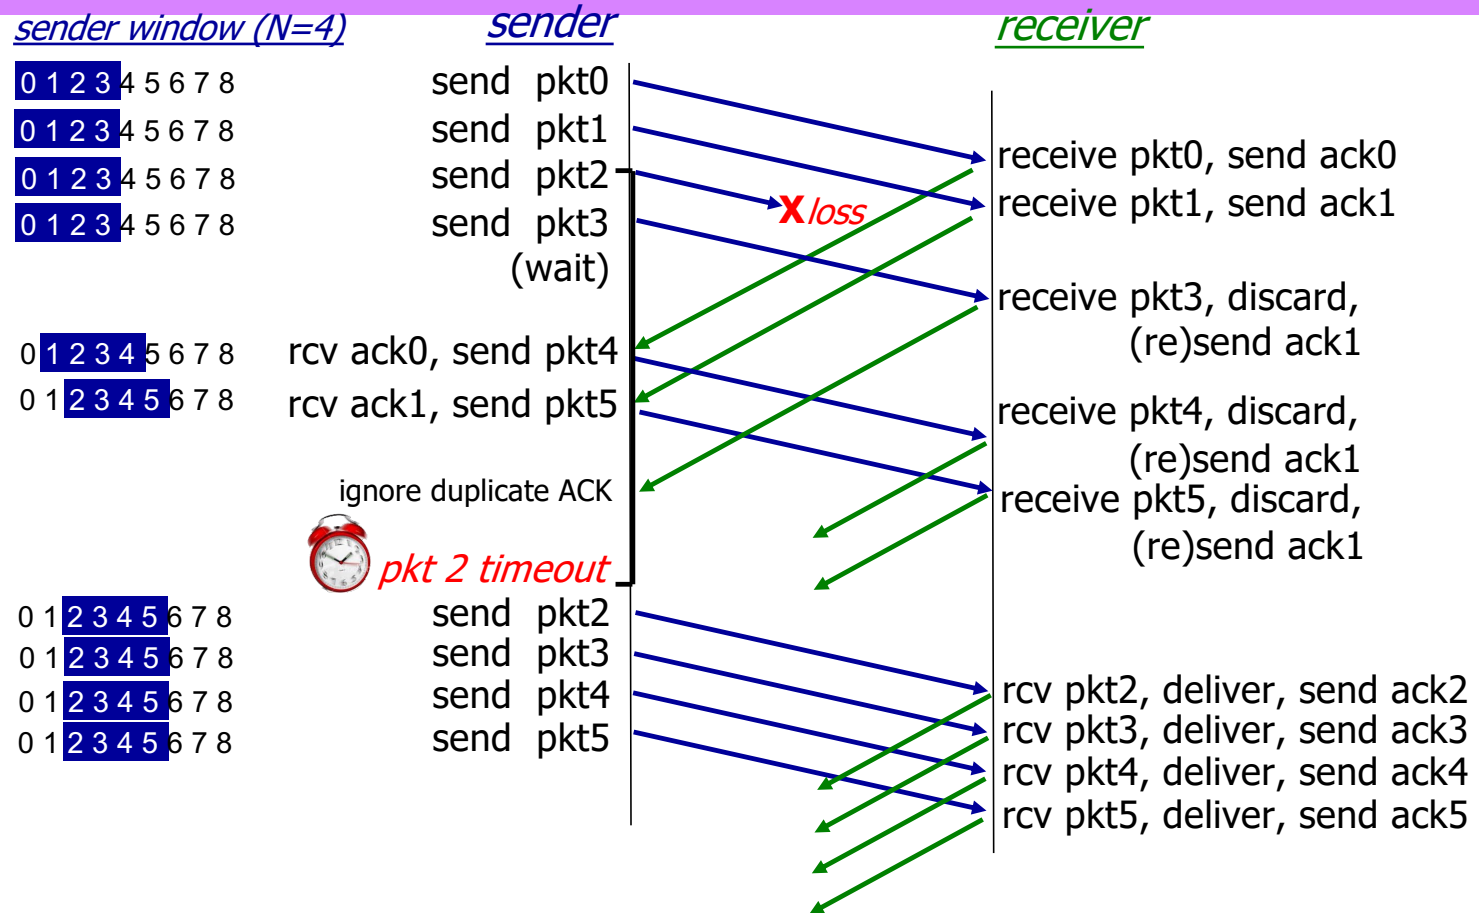 sender window (N=4) sender receiver
0 1 2 3 4 5 6 7 8 send pkt0
0 1 2 3 4 5 6 7 8 send pkt1
receive pkt0, send ack0
0 1 2 3 4 5 6 7 8 send pkt2
X loss
receive pkt1, send ack1
0 1 2 3 4 5 6 7 8 send pkt3
(wait)
receive pkt3, discard,
(re)send ack1
0 1 2 3 4 5 6 7 8 rcv ack0, send pkt4
0 1 2 3 4 5 6 7 8 rcv ack1, send pkt5
receive pkt4, discard,
(re)send ack1
ignore duplicate ACK
receive pkt5, discard,
(re)send ack1
pkt 2 timeout
0 1 2 3 4 5 6 7 8 send pkt2
0 1 2 3 4 5 6 7 8 send pkt3
0 1 2 3 4 5 6 7 8 send pkt4
0 1 2 3 4 5 6 7 8 send pkt5
rcv pkt2, deliver, send ack2
rcv pkt3, deliver, send ack3
rcv pkt4, deliver, send ack4
rcv pkt5, deliver, send ack5